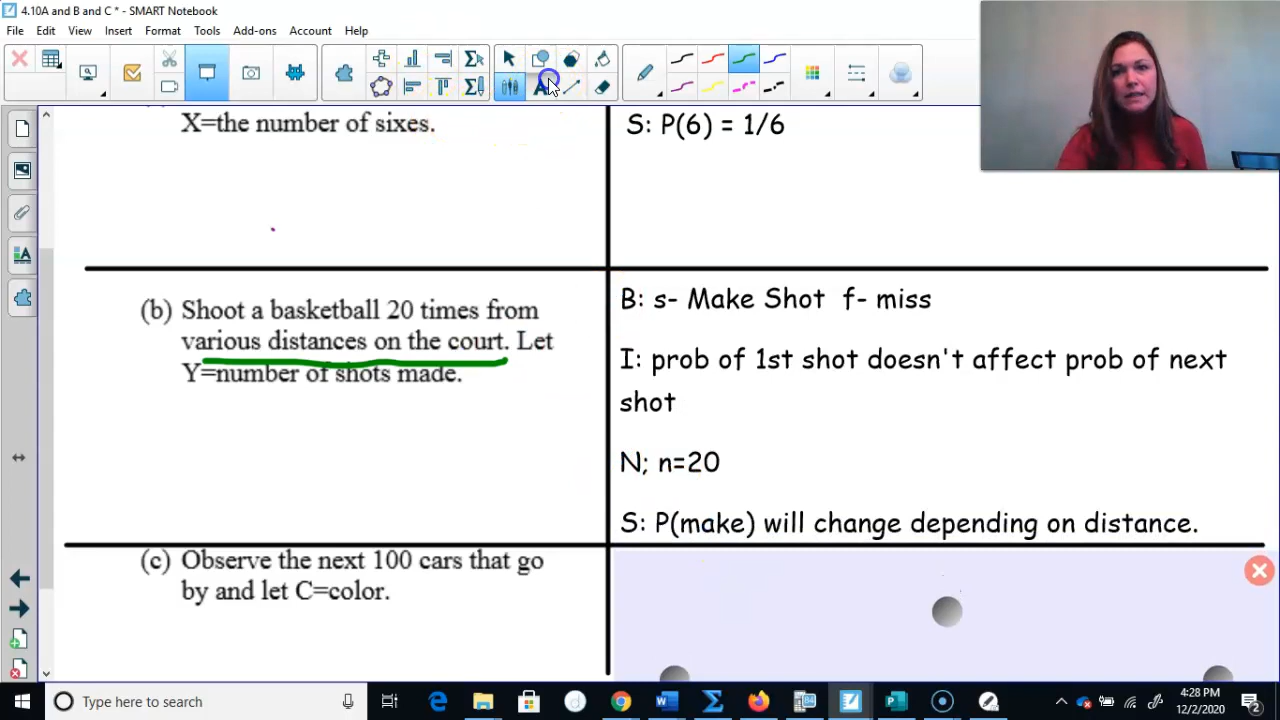 4.10A and B and C * - SMART Notebook
File Edit View Insert Format Tools Add-ons Account Help
X=the number of sixes.
S: P(6) = 1/6
(b) Shoot a basketball 20 times from
various distances on the court. Let
Y=number of shots made.
B: s- Make Shot f- miss
I: prob of 1st shot doesn't affect prob of next
shot
N; n=20
S: P(make) will change depending on distance.
(c) Observe the next 100 cars that go
by and let C=color.
Type here to search
4:28 PM
12/2/2020